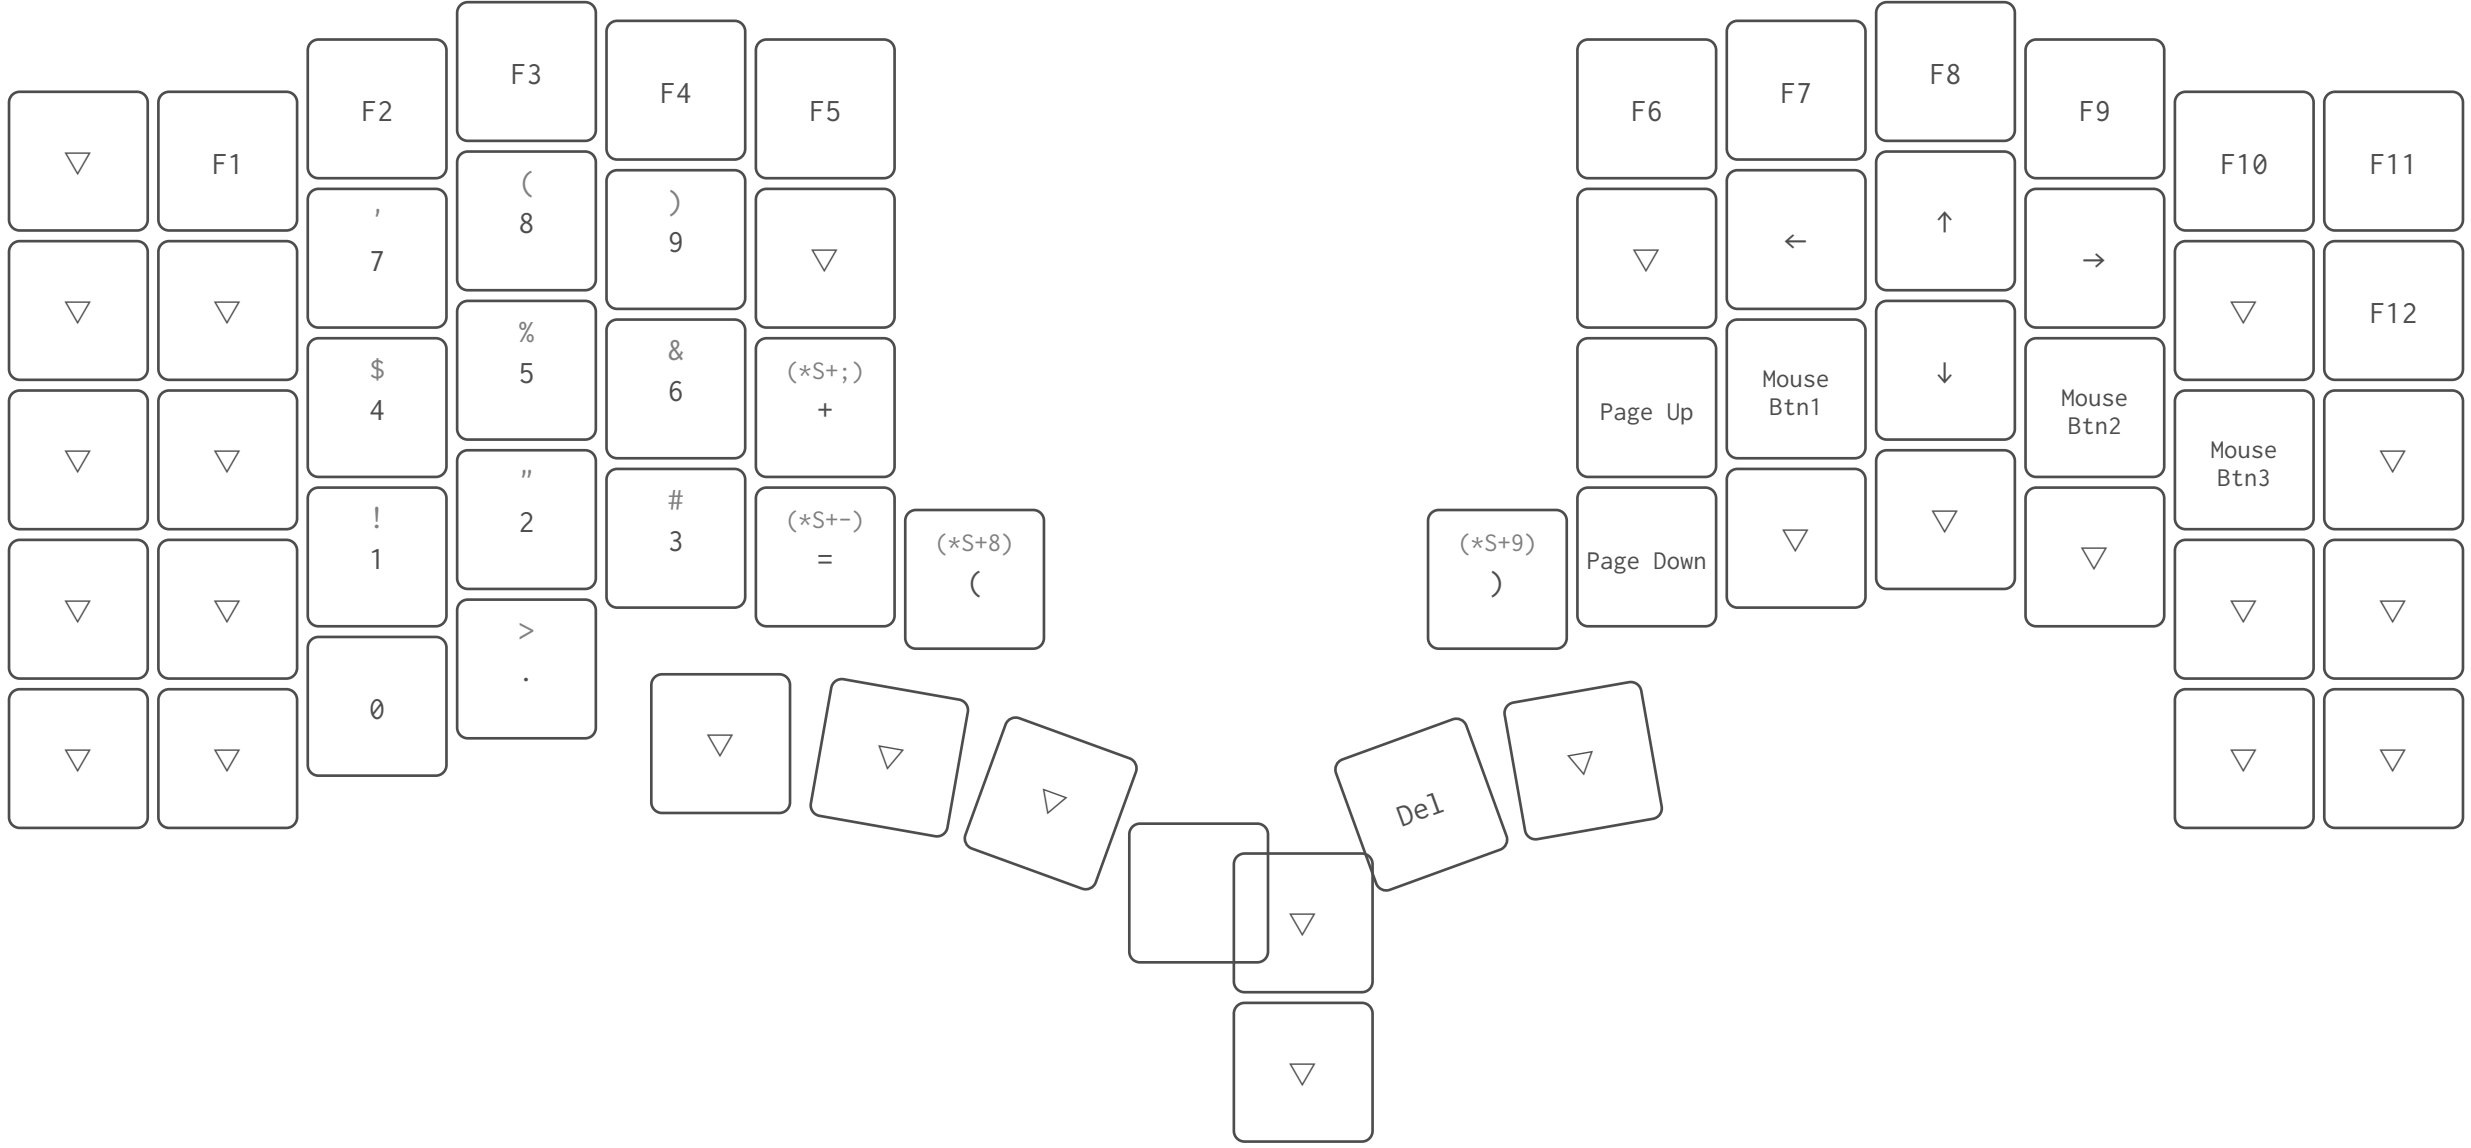 ▽ F1 F2 F3 F4 F5
▽ ▽
'
7
(
8
)
9
▽
▽ ▽
$
4
%
5
&
6
(*S+;)
+
▽ ▽
!
1
"
2
#
3
(*S+-)
=
(*S+8)
(
▽ ▽ 0
>
.
▽ ▽ ▽
F6 F7 F8 F9 F10 F11
▽ ← ↑ → ▽ F12
Page Up
Mouse
Btn1
↓
Mouse
Btn2
Mouse
Btn3
▽
(*S+9)
)
Page Down
▽ ▽ ▽ ▽ ▽
▽ ▽
Del ▽
▽
▽